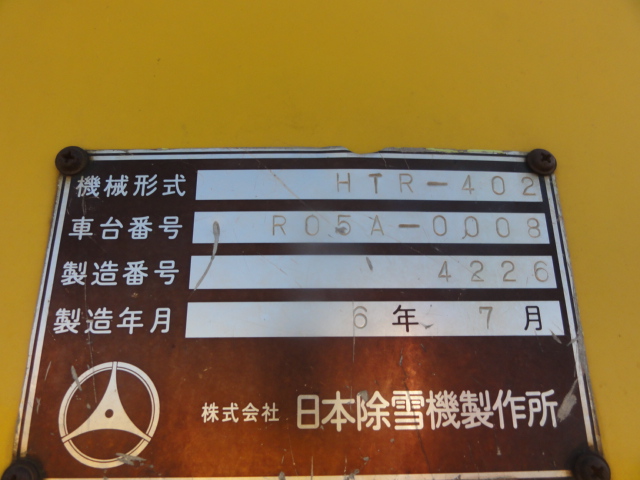 機械形式 HTR-402
車台番号 R05A-0008
製造番号 4226
製造年月 6年 7月
株式会社 日本除雪機製作所